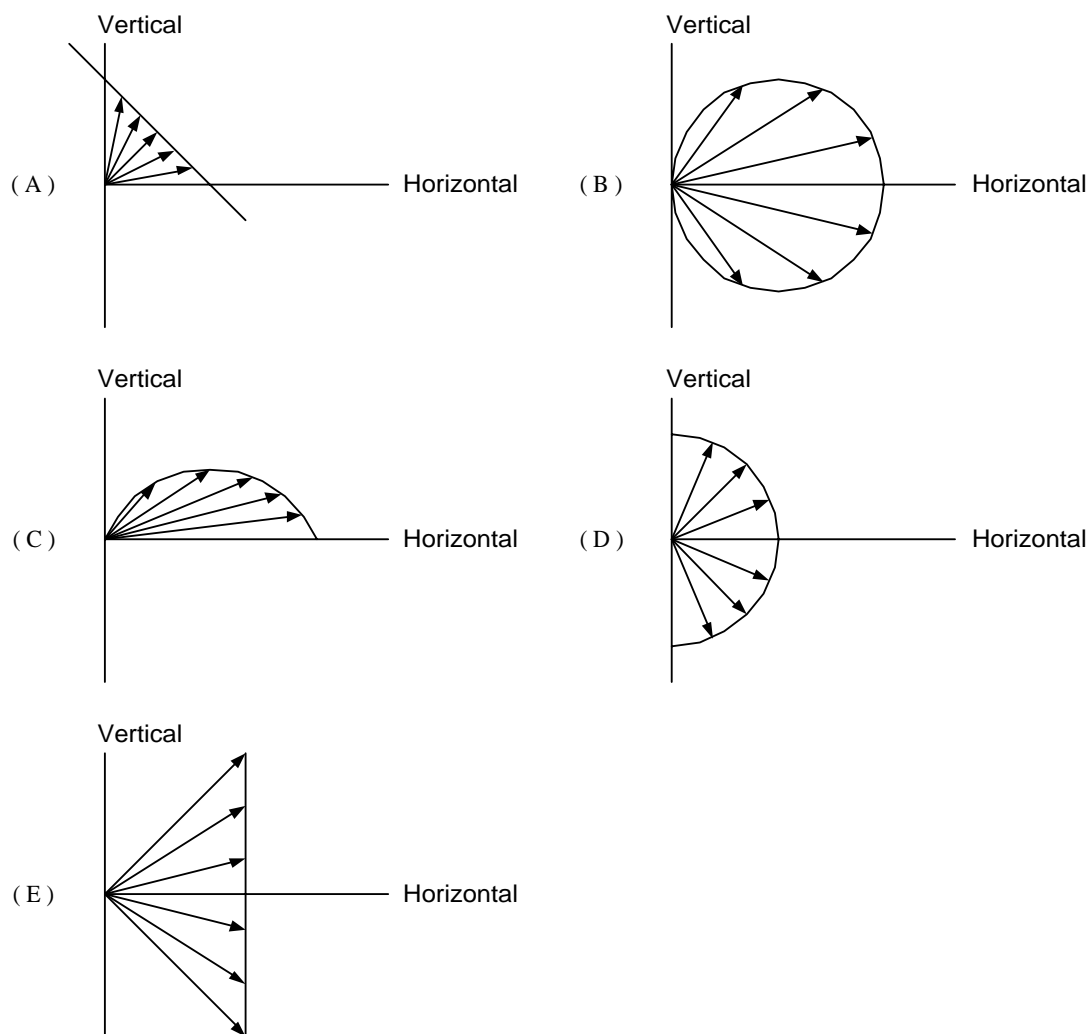 Vertical
Horizontal
( A )
Vertical
Horizontal
( B )
Vertical
Horizontal
( C )
Vertical
Horizontal
( D )
Vertical
Horizontal
( E )